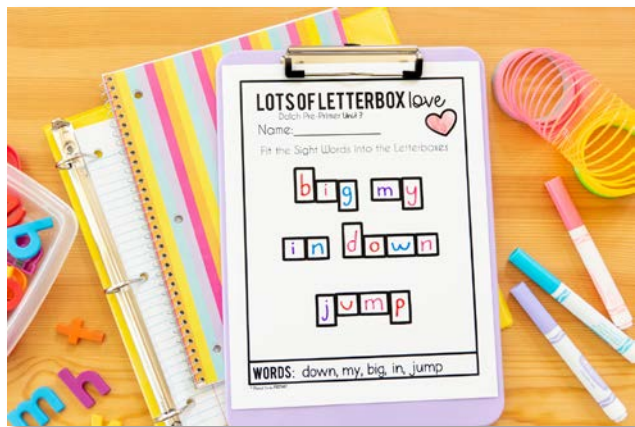 LOTS OF LETTERBOX love
Dolch Pre-Primer Unit 3
Name:
Fit the Sight Words into the Letterboxes
big my
in down
jump
WORDS: down, my, big, in, jump